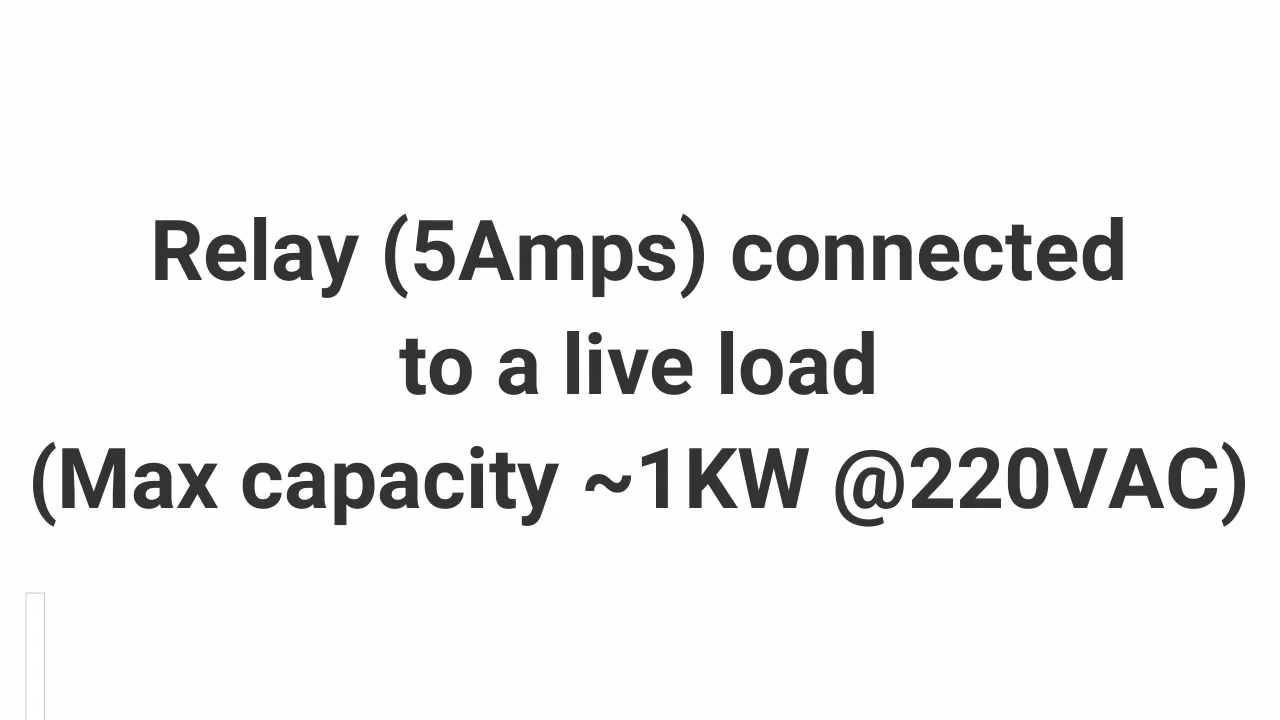 Relay (5Amps) connected
to a live load
(Max capacity ~1KW @220VAC)